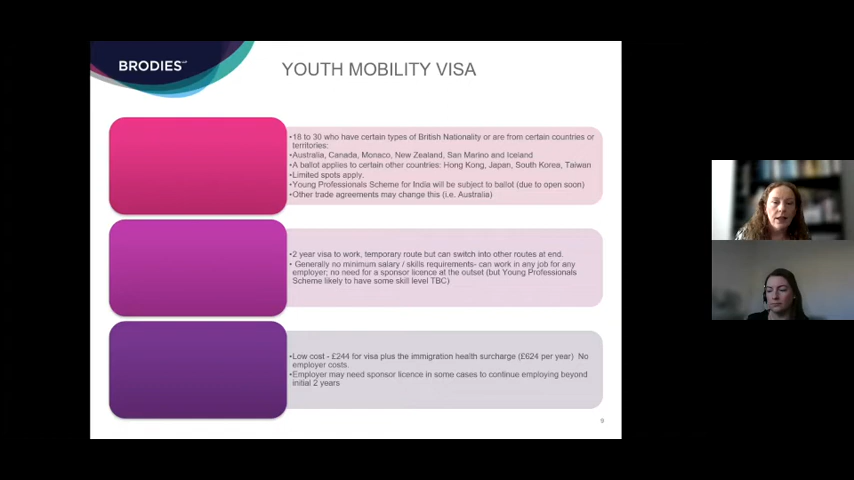 BRODIES LLP
YOUTH MOBILITY VISA
•18 to 30 who have certain types of British Nationality or are from certain countries or
territories:
•Australia, Canada, Monaco, New Zealand, San Marino and Iceland
•A ballot applies to certain other countries: Hong Kong, Japan, South Korea, Taiwan
•Limited spots apply.
•Young Professionals Scheme for India will be subject to ballot (due to open soon)
•Other trade agreements may change this (i.e. Australia)
•2 year visa to work, temporary route but can switch into other routes at end.
• Generally no minimum salary / skills requirements- can work in any job for any
employer; no need for a sponsor licence at the outset (but Young Professionals
Scheme likely to have some skill level TBC)
•Low cost - £244 for visa plus the immigration health surcharge (£624 per year) No
employer costs.
•Employer may need sponsor licence in some cases to continue employing beyond
initial 2 years
9